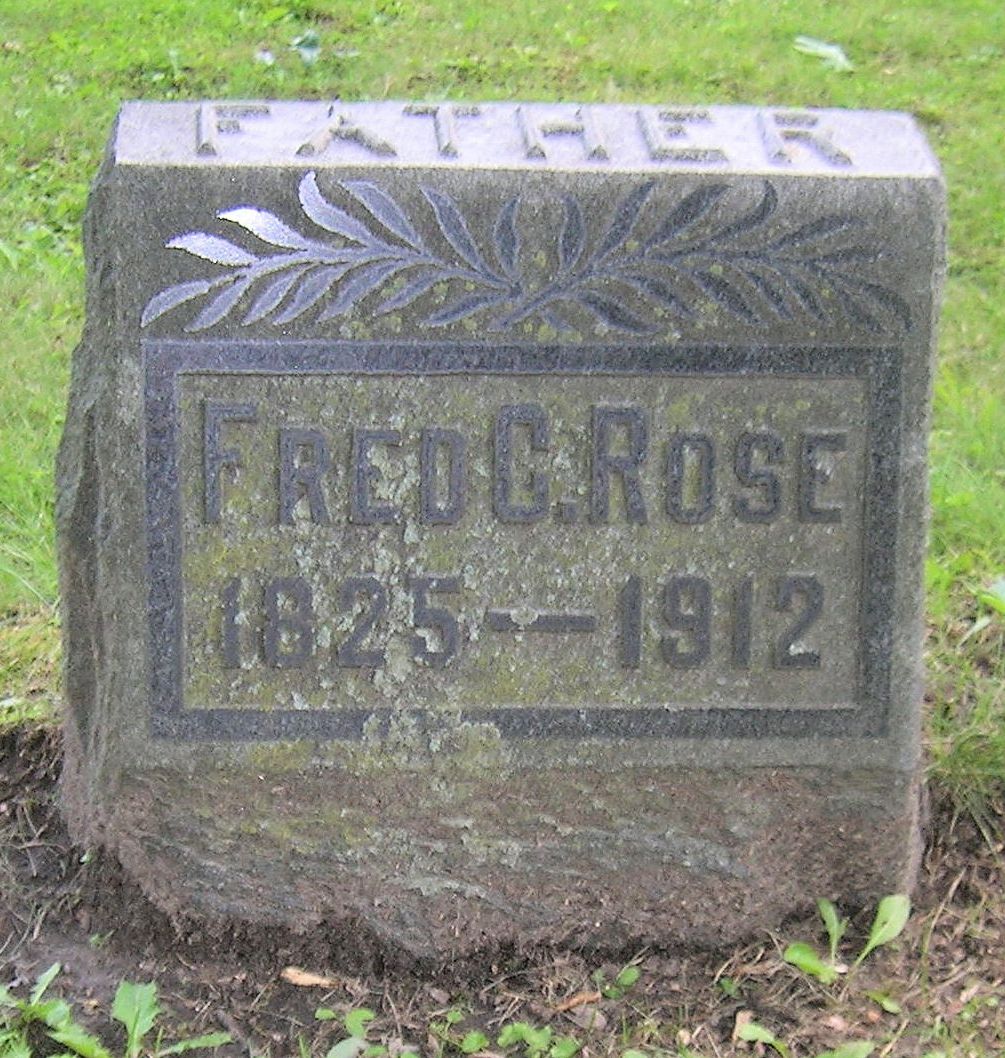 FATHER
FRED C. ROSE
1825—1912